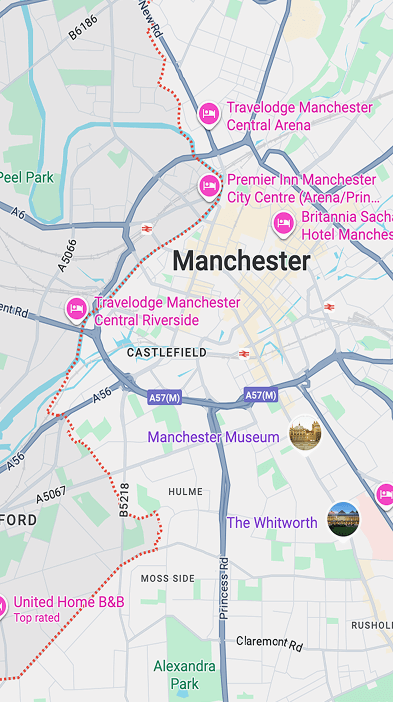 B6186
New Rd
Travelodge Manchester
Central Arena
Peel Park
Premier Inn Manchester
City Centre (Arena/Prin...
A6
Britannia Sacha
Hotel Manches
A5066
Manchester
Travelodge Manchester
Central Riverside
ent Rd
CASTLEFIELD
A56
A57(M)
A57(M)
Manchester Museum
A56
A5067
B5218
HULME
FORD
The Whitworth
MOSS SIDE
Princess Rd
United Home B&B
Top rated
RUSHOL
Claremont Rd
Alexandra
Park